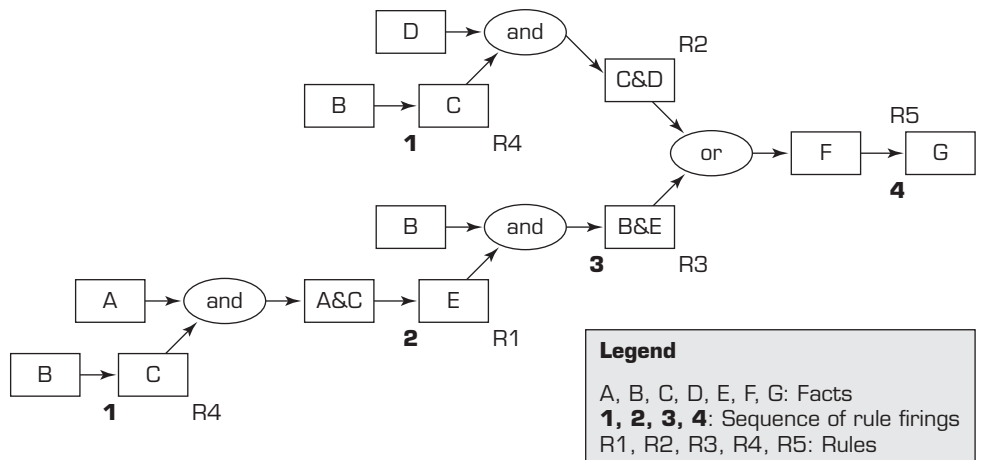 D
and
R2
C&D
B
C
1
R4
R5
or
F
G
4
B
and
B&E
3
R3
A
and
A&C
E
2
R1
B
C
1
R4
Legend
A, B, C, D, E, F, G: Facts
1, 2, 3, 4: Sequence of rule firings
R1, R2, R3, R4, R5: Rules